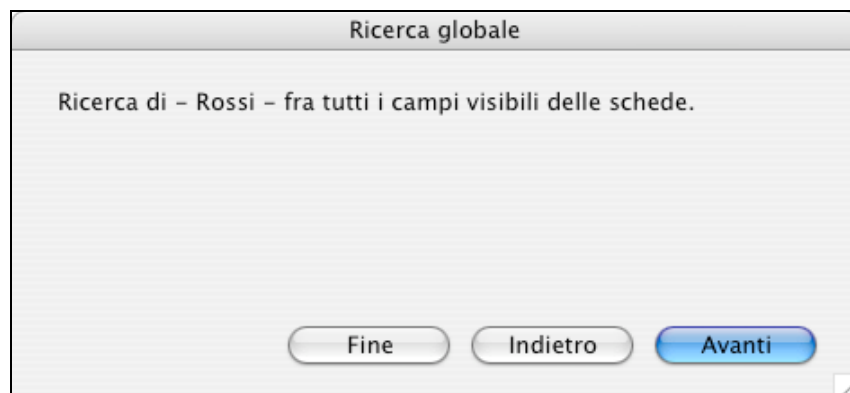 Ricerca globale
Ricerca di – Rossi – fra tutti i campi visibili delle schede.
Fine
Indietro
Avanti